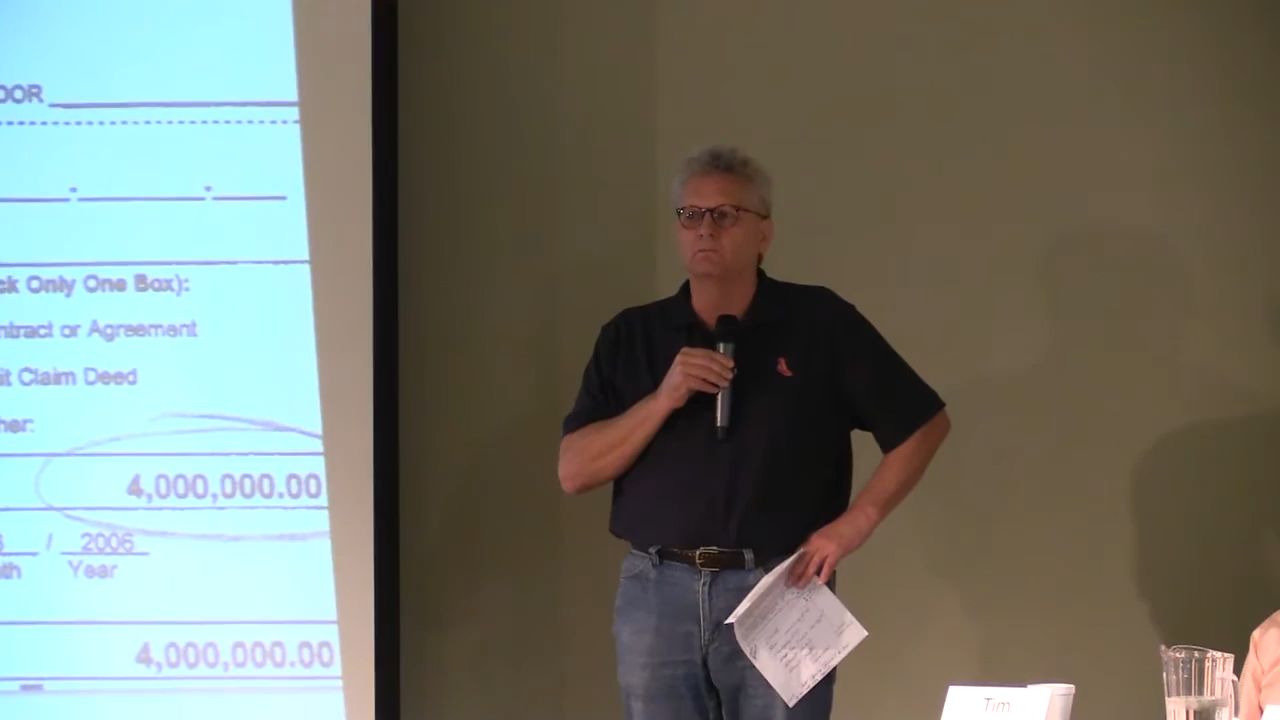 OOR
ck Only One Box):
ntract or Agreement
it Claim Deed
her:
4,000,000.00
/ 2006
nth Year
4,000,000.00
Tim